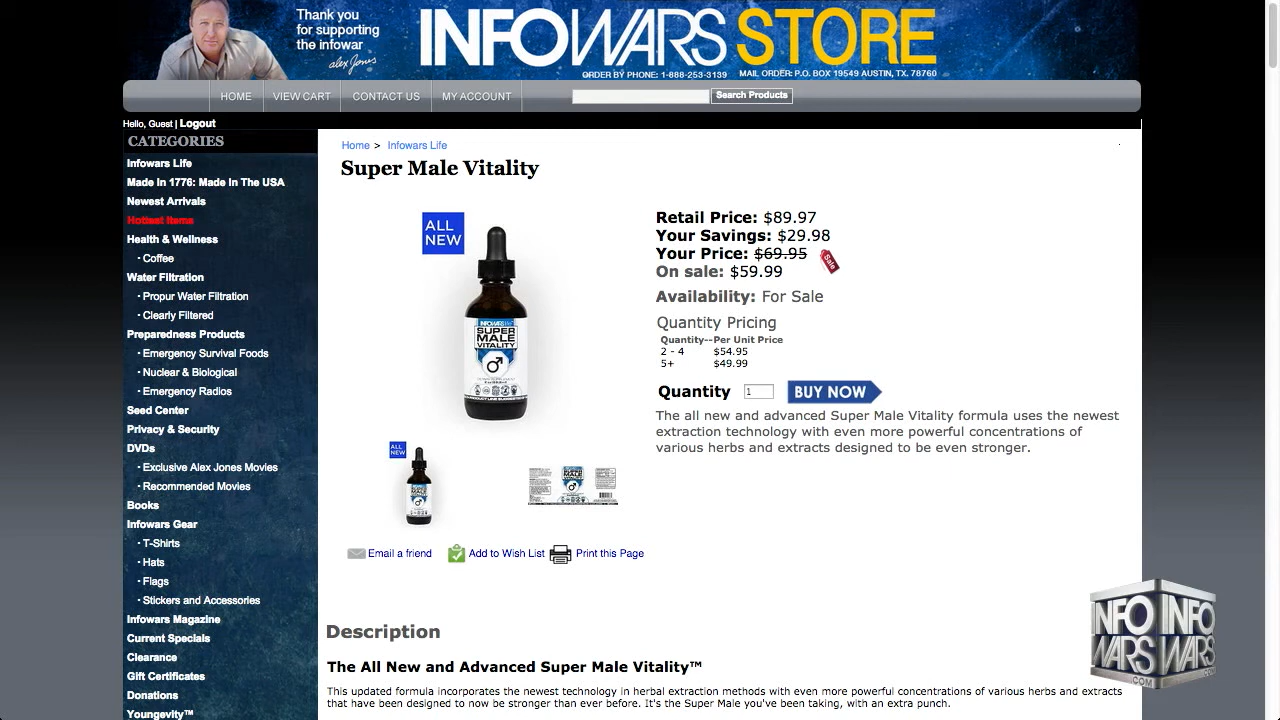 Thank you
for supporting
the infowar
alex Jones
INFOWARS STORE
ORDER BY PHONE: 1-888-253-3139 MAIL ORDER: P.O. BOX 19549 AUSTIN, TX. 78760
HOME VIEW CART CONTACT US MY ACCOUNT Search Products
Hello, Guest | Logout
CATEGORIES
Infowars Life
Made In 1776: Made In The USA
Newest Arrivals
Hottest Items
Health & Wellness
· Coffee
Water Filtration
· Propur Water Filtration
· Clearly Filtered
Preparedness Products
· Emergency Survival Foods
· Nuclear & Biological
· Emergency Radios
Seed Center
Privacy & Security
DVDs
· Exclusive Alex Jones Movies
· Recommended Movies
Books
Infowars Gear
· T-Shirts
· Hats
· Flags
· Stickers and Accessories
Infowars Magazine
Current Specials
Clearance
Gift Certificates
Donations
Youngevity™
Home > Infowars Life
Super Male Vitality
ALL
NEW
INFOWARS LIFE
SUPER
MALE
VITALITY
ALL
NEW
SUPER
MALE
VITALITY
Retail Price: $89.97
Your Savings: $29.98
Your Price: $69.95
Sale
On sale: $59.99
Availability: For Sale
Quantity Pricing
Quantity--Per Unit Price
2 - 4 $54.95
5+ $49.99
Quantity 1 BUY NOW
The all new and advanced Super Male Vitality formula uses the newest
extraction technology with even more powerful concentrations of
various herbs and extracts designed to be even stronger.
Email a friend Add to Wish List Print this Page
Description
The All New and Advanced Super Male Vitality™
This updated formula incorporates the newest technology in herbal extraction methods with even more powerful concentrations of various herbs and extracts
that have been designed to now be stronger than ever before. It's the Super Male you've been taking, with an extra punch.
INFO INFO
WARS WARS
.COM .COM